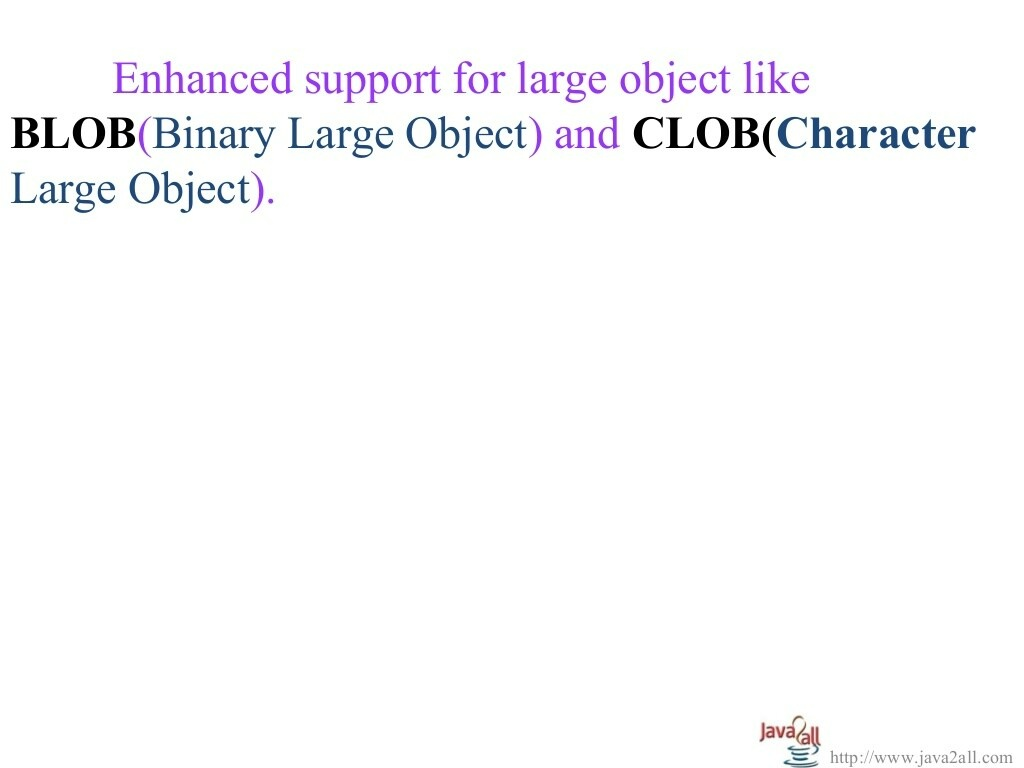 Enhanced support for large object like
BLOB(Binary Large Object) and CLOB(Character
Large Object).
Java2all
http://www.java2all.com